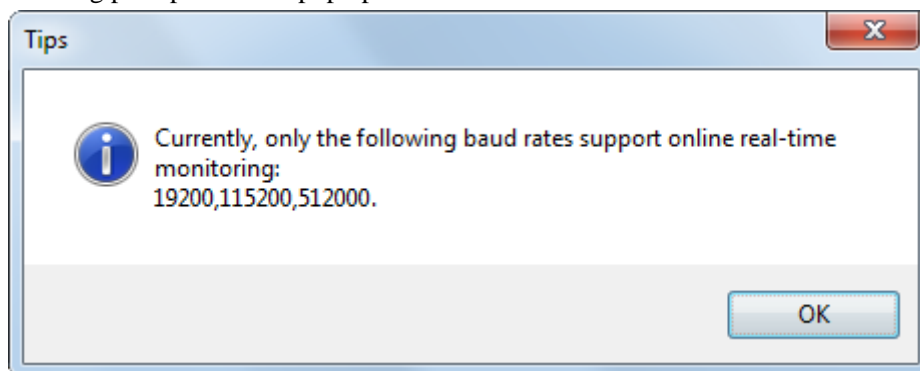 Tips
Currently, only the following baud rates support online real-time
monitoring:
19200,115200,512000.
OK